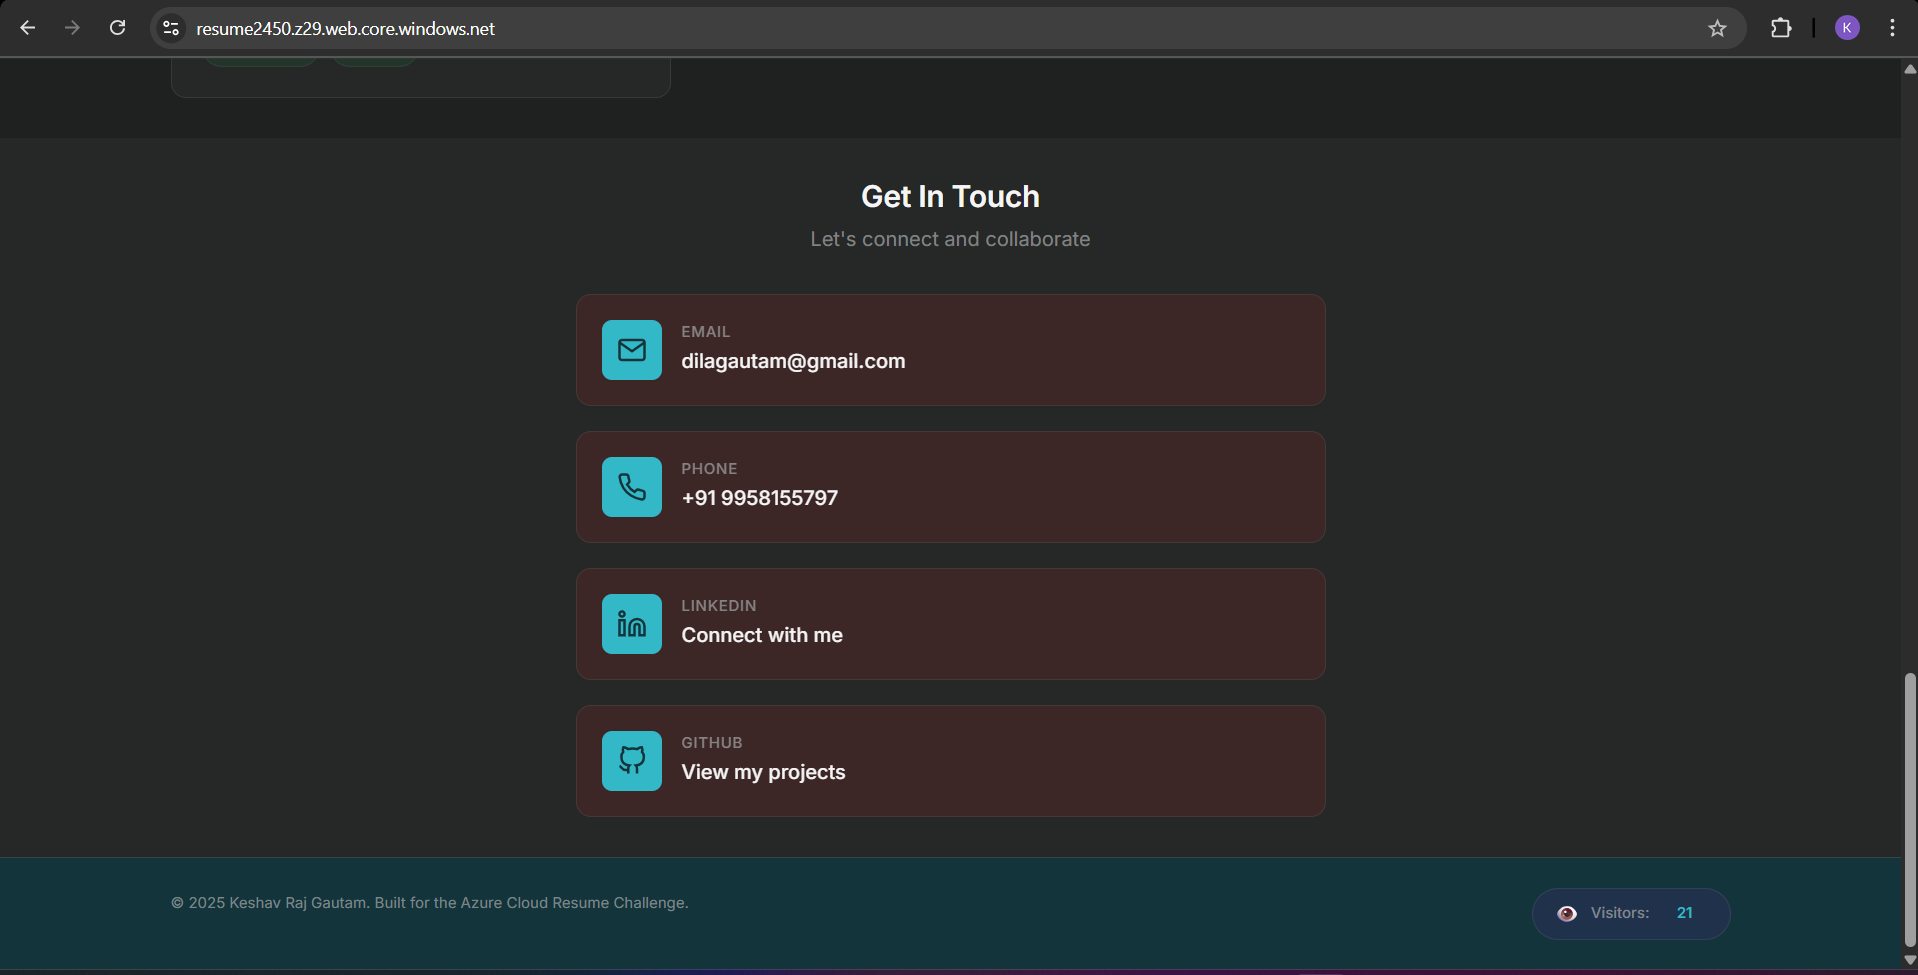 resume2450.z29.web.core.windows.net
K
Get In Touch
Let's connect and collaborate
EMAIL
dilagautam@gmail.com
PHONE
+91 9958155797
LINKEDIN
Connect with me
GITHUB
View my projects
© 2025 Keshav Raj Gautam. Built for the Azure Cloud Resume Challenge.
Visitors: 21